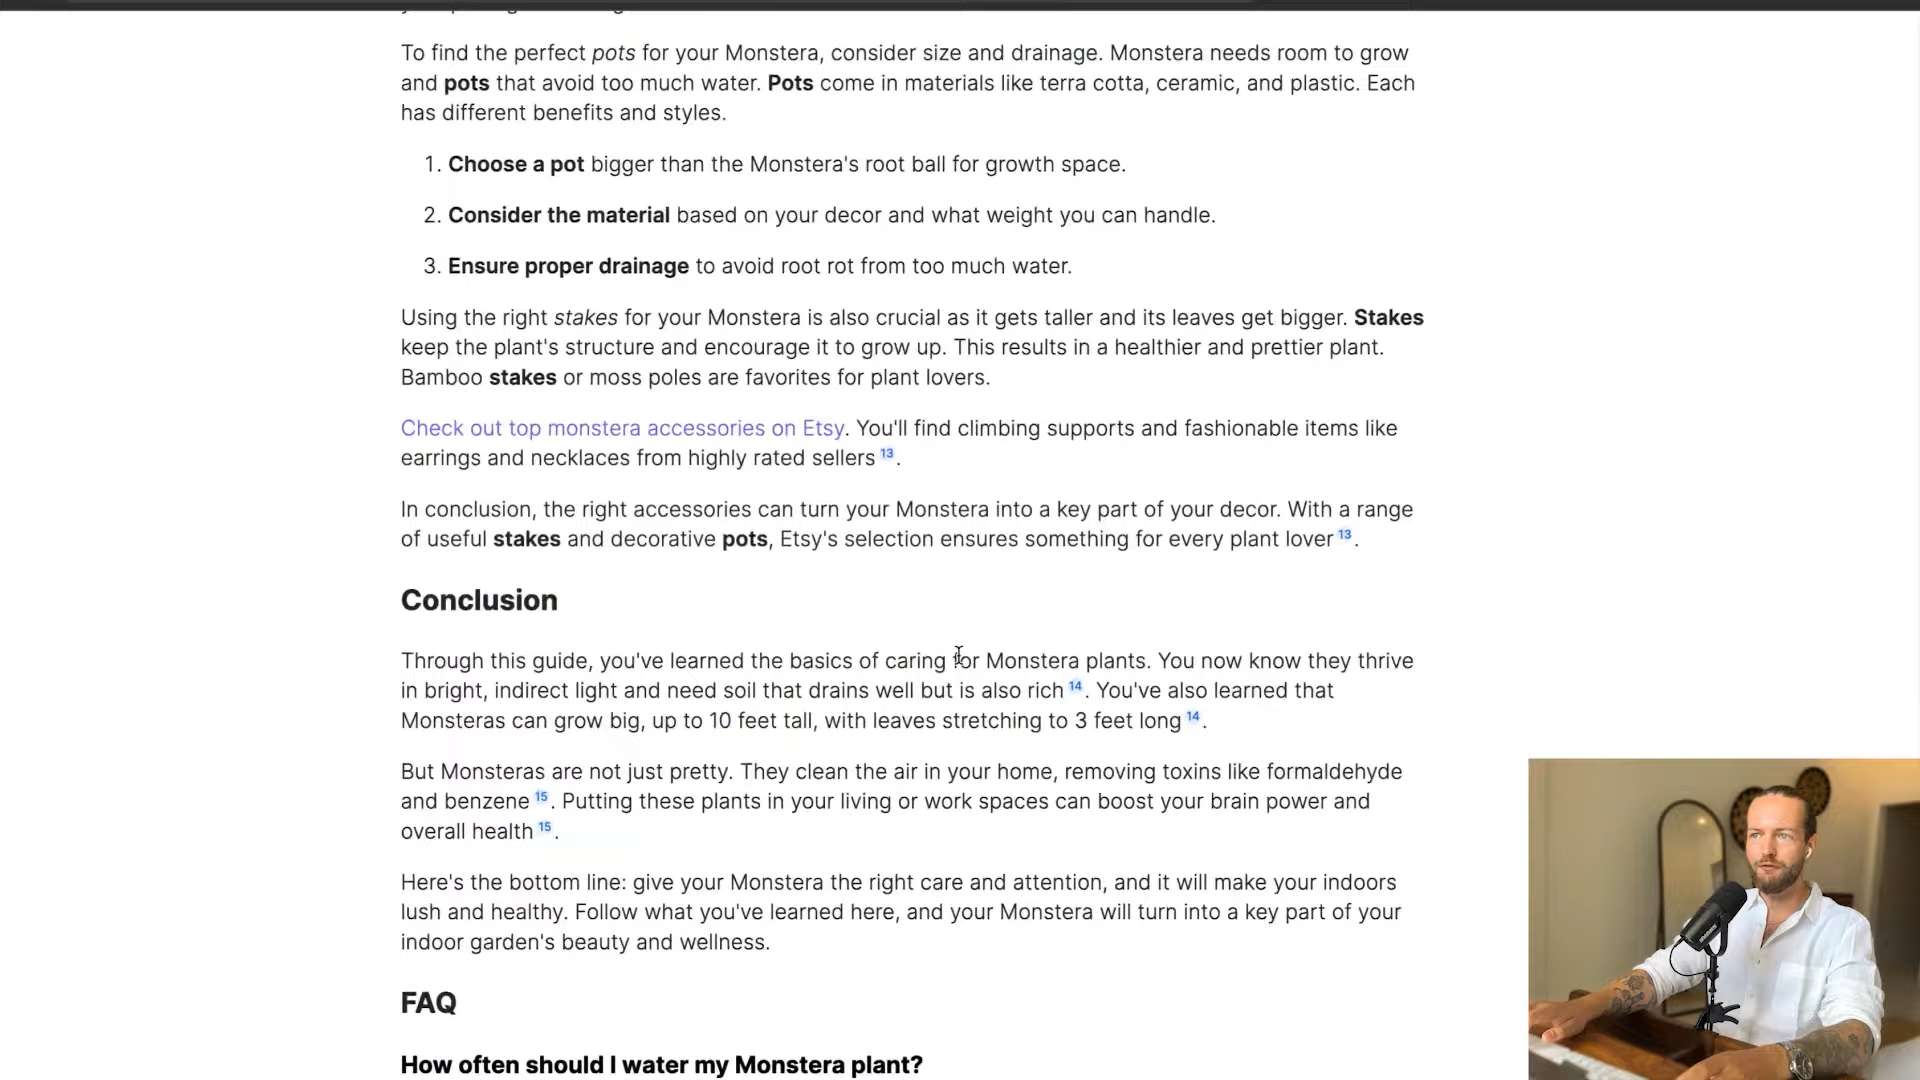 To find the perfect pots for your Monstera, consider size and drainage. Monstera needs room to grow
and pots that avoid too much water. Pots come in materials like terra cotta, ceramic, and plastic. Each
has different benefits and styles.
1. Choose a pot bigger than the Monstera's root ball for growth space.
2. Consider the material based on your decor and what weight you can handle.
3. Ensure proper drainage to avoid root rot from too much water.
Using the right stakes for your Monstera is also crucial as it gets taller and its leaves get bigger. Stakes
keep the plant's structure and encourage it to grow up. This results in a healthier and prettier plant.
Bamboo stakes or moss poles are favorites for plant lovers.
Check out top monstera accessories on Etsy. You'll find climbing supports and fashionable items like
earrings and necklaces from highly rated sellers 13.
In conclusion, the right accessories can turn your Monstera into a key part of your decor. With a range
of useful stakes and decorative pots, Etsy's selection ensures something for every plant lover 13.
Conclusion
Through this guide, you've learned the basics of caring for Monstera plants. You now know they thrive
in bright, indirect light and need soil that drains well but is also rich 14. You've also learned that
Monsteras can grow big, up to 10 feet tall, with leaves stretching to 3 feet long 14.
But Monsteras are not just pretty. They clean the air in your home, removing toxins like formaldehyde
and benzene 15. Putting these plants in your living or work spaces can boost your brain power and
overall health 15.
Here's the bottom line: give your Monstera the right care and attention, and it will make your indoors
lush and healthy. Follow what you've learned here, and your Monstera will turn into a key part of your
indoor garden's beauty and wellness.
FAQ
How often should I water my Monstera plant?